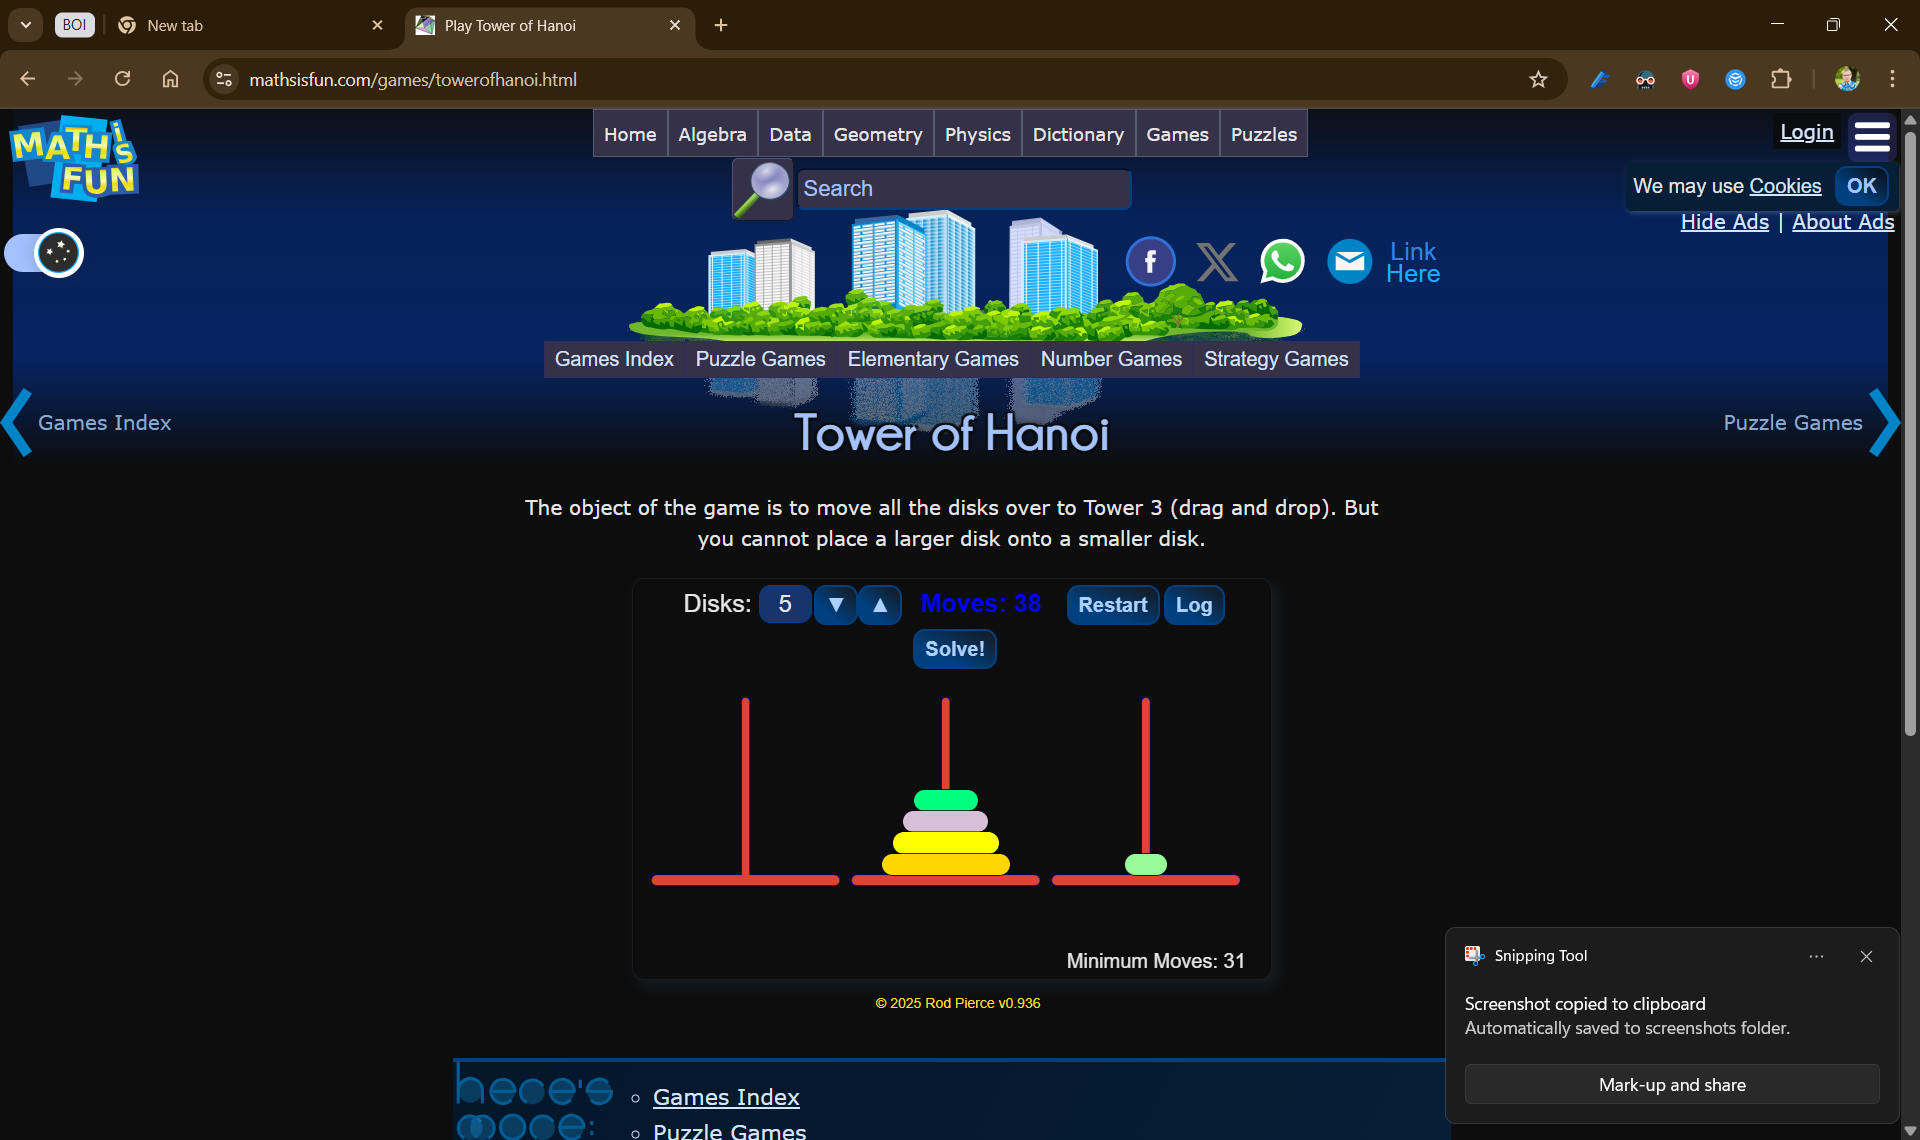 BOI
New tab
Play Tower of Hanoi
mathsisfun.com/games/towerofhanoi.html
MATH iS FUN
Home Algebra Data Geometry Physics Dictionary Games Puzzles
Login
Search
We may use Cookies OK
Hide Ads | About Ads
Link
Here
Games Index Puzzle Games Elementary Games Number Games Strategy Games
Games Index
Puzzle Games
Tower of Hanoi
The object of the game is to move all the disks over to Tower 3 (drag and drop). But
you cannot place a larger disk onto a smaller disk.
Disks: 5 ▼ ▲ Moves: 38 Restart Log
Solve!
Minimum Moves: 31
© 2025 Rod Pierce v0.936
Snipping Tool
Screenshot copied to clipboard
Automatically saved to screenshots folder.
Mark-up and share
here's
more:
Games Index
Puzzle Games